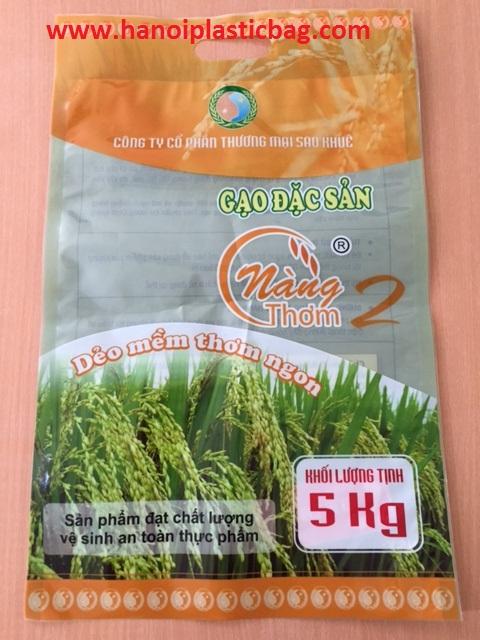 www.hanoiplasticbag.com
CÔNG TY CỔ PHẦN THƯƠNG MẠI SAO KHUÊ
GẠO ĐẶC SẢN
®
Nàng
Thơm 2
Dẻo mềm thơm ngon
KHỐI LƯỢNG TỊNH
5 Kg
Sản phẩm đạt chất lượng
vệ sinh an toàn thực phẩm